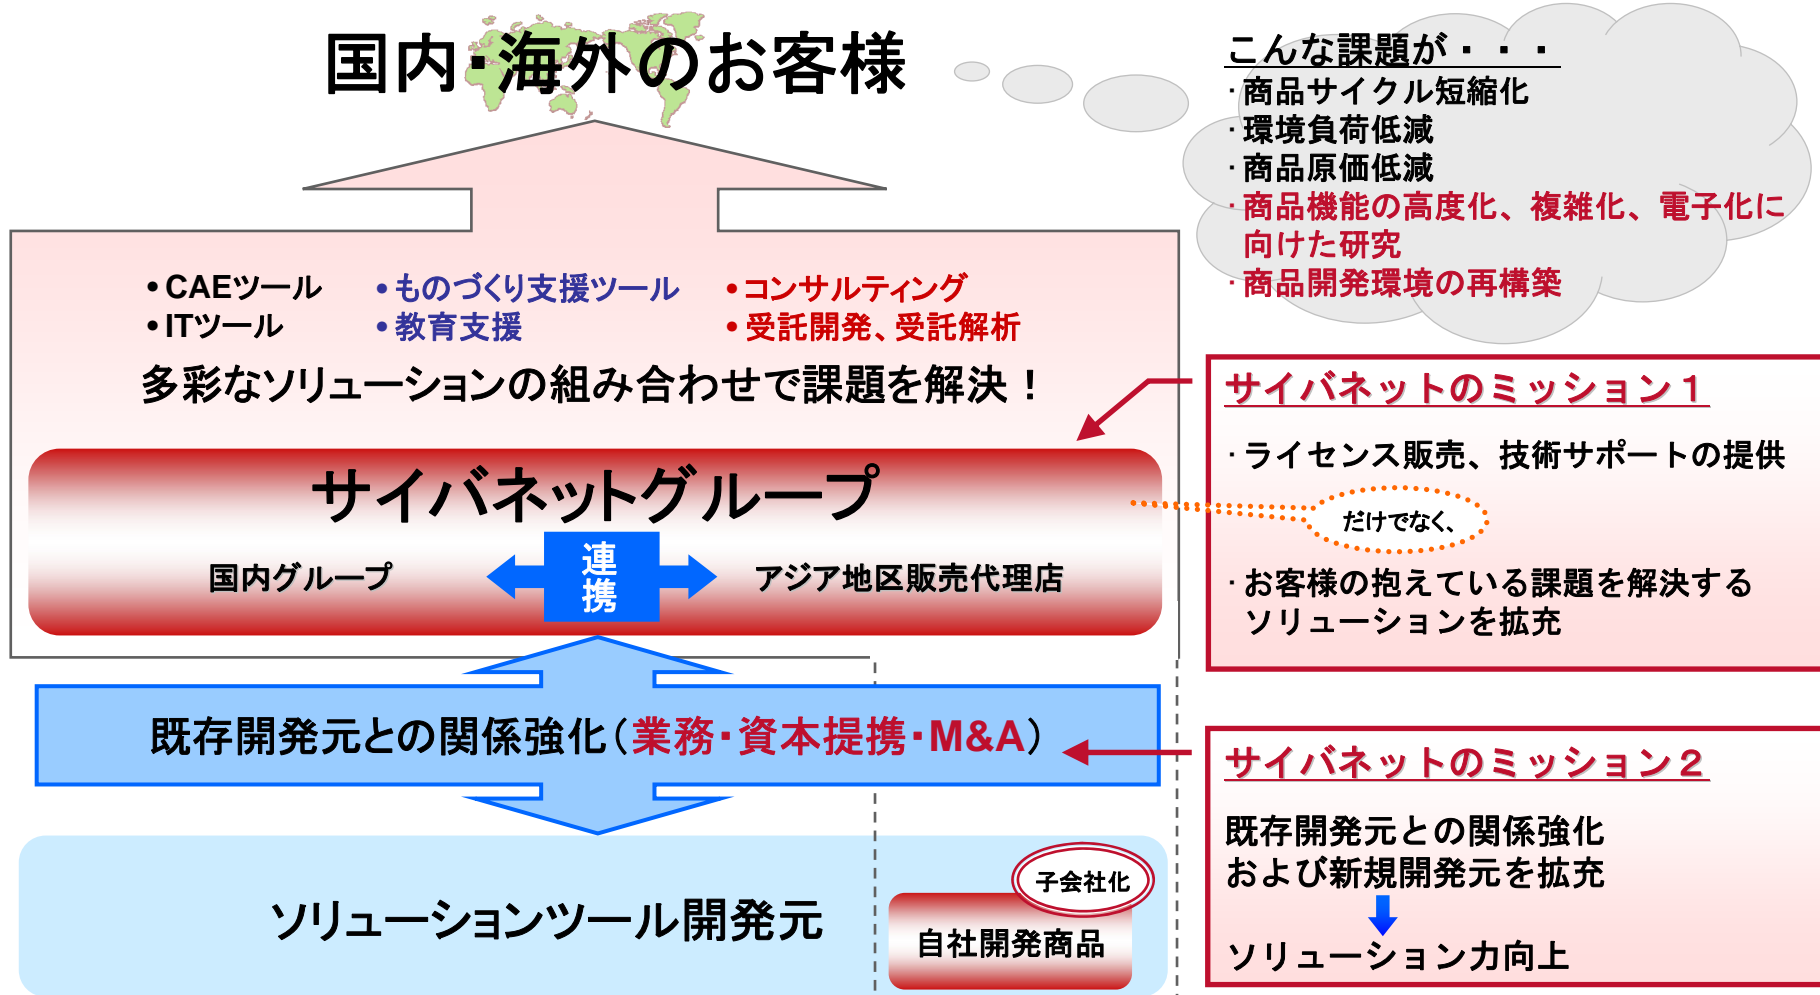 国内・海外のお客様
こんな課題が・・・
・商品サイクル短縮化
・環境負荷低減
・商品原価低減
・商品機能の高度化、複雑化、電子化に
向けた研究
・商品開発環境の再構築
•CAEツール
•ITツール
•ものづくり支援ツール
•教育支援
•コンサルティング
•受託開発、受託解析
多彩なソリューションの組み合わせで課題を解決！
サイバネットグループ
国内グループ
連
携
アジア地区販売代理店
サイバネットのミッション１
・ライセンス販売、技術サポートの提供
だけでなく、
・お客様の抱えている課題を解決する
ソリューションを拡充
既存開発元との関係強化（業務・資本提携・M&A）
サイバネットのミッション２
既存開発元との関係強化
および新規開発元を拡充
ソリューション力向上
ソリューションツール開発元
子会社化
自社開発商品